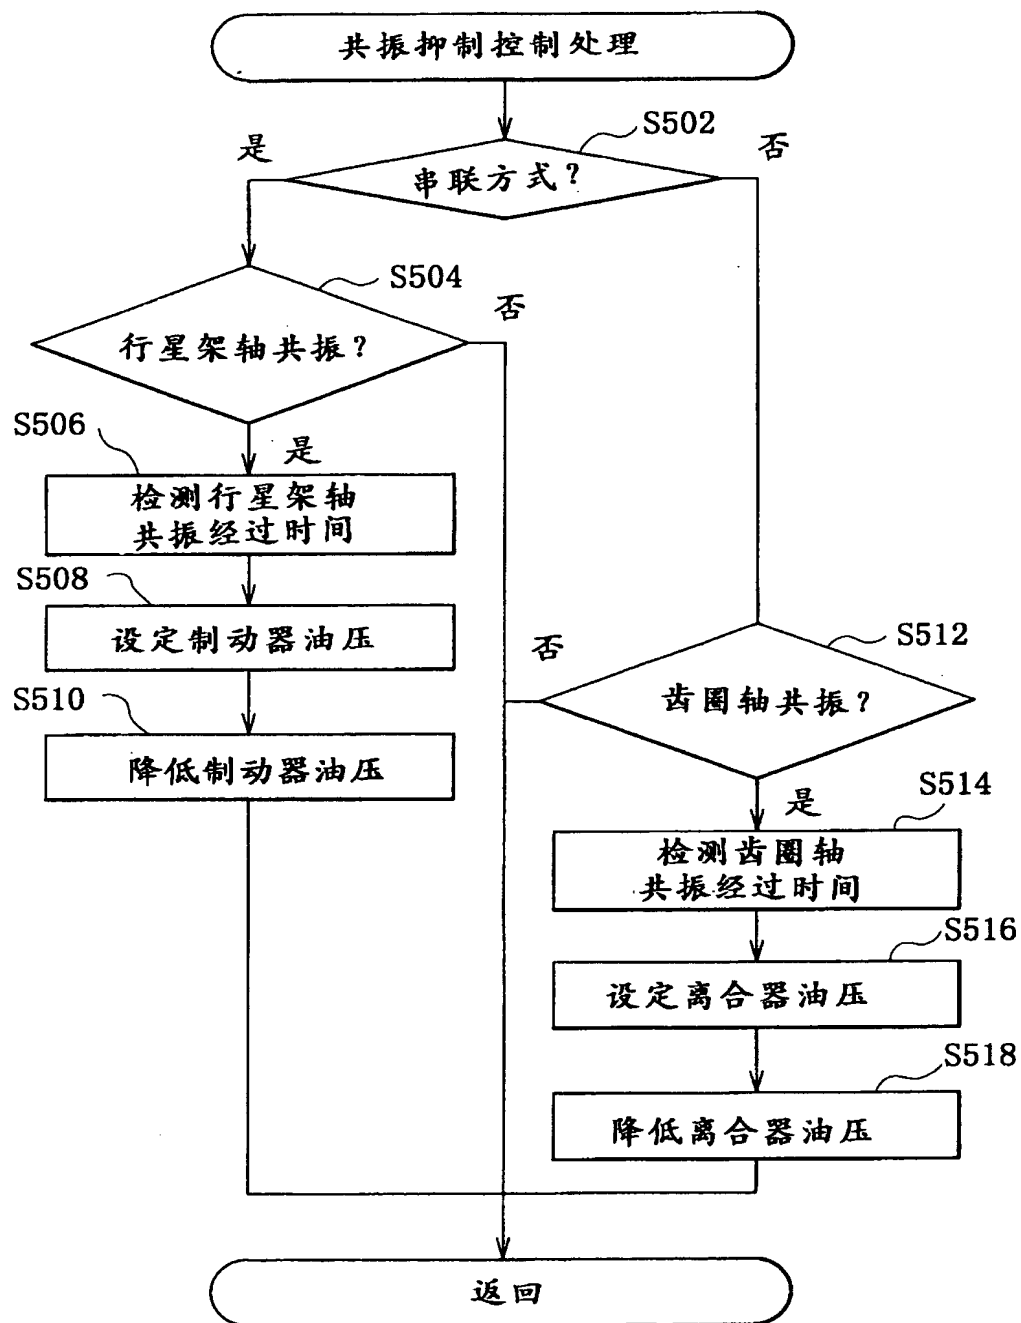 共振抑制控制处理
S502
是
否
串联方式?
S504
否
行星架轴共振?
S506
是
检测行星架轴
共振经过时间
S508
设定制动器油压
S510
降低制动器油压
否
S512
齿圈轴共振?
是
S514
检测齿圈轴
共振经过时间
S516
设定离合器油压
S518
降低离合器油压
返回